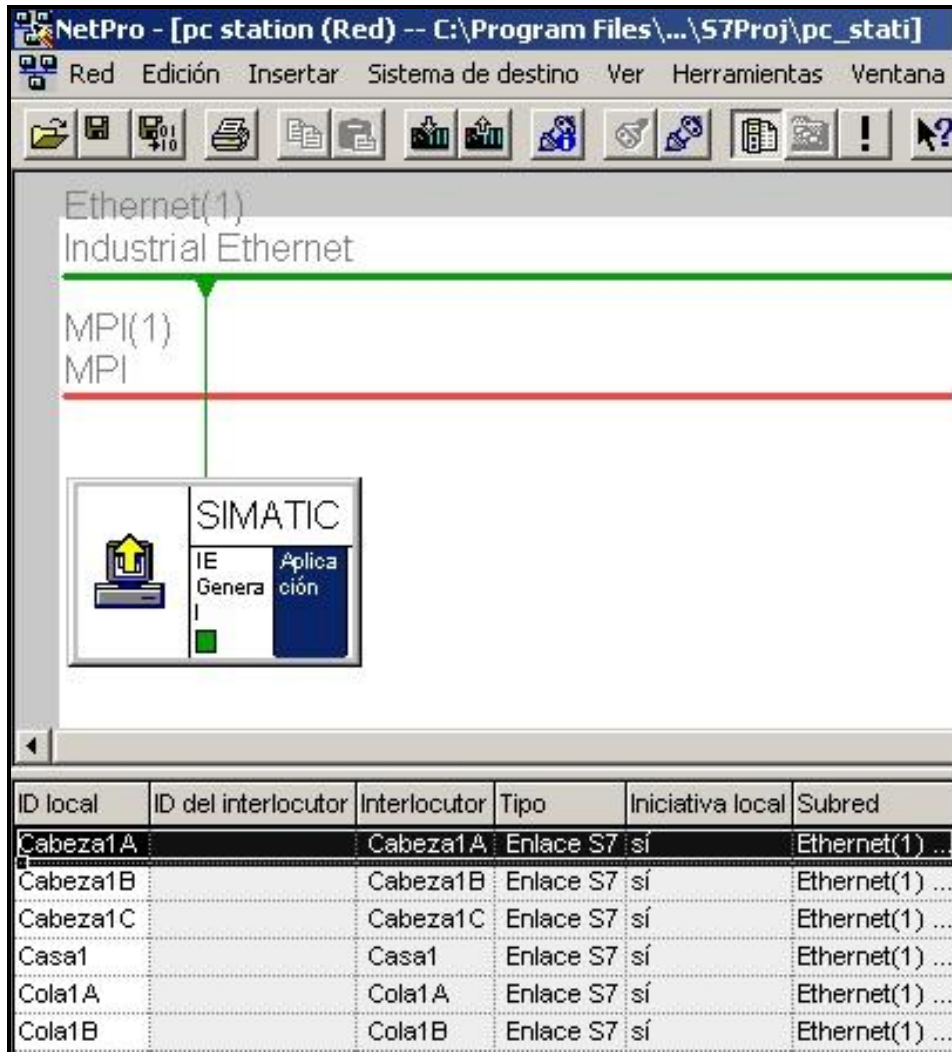 NetPro - [pc station (Red) -- C:\Program Files\...\S7Proj\pc_stati]
Red Edición Insertar Sistema de destino Ver Herramientas Ventana
Ethernet(1)
Industrial Ethernet
MPI(1)
MPI
SIMATIC
IE
Genera
l
Aplica
ción
ID local ID del interlocutor Interlocutor Tipo Iniciativa local Subred
Cabeza1A Cabeza1A Enlace S7 sí Ethernet(1) ...
Cabeza1B Cabeza1B Enlace S7 sí Ethernet(1) ...
Cabeza1C Cabeza1C Enlace S7 sí Ethernet(1) ...
Casa1 Casa1 Enlace S7 sí Ethernet(1) ...
Cola1A Cola1A Enlace S7 sí Ethernet(1) ...
Cola1B Cola1B Enlace S7 sí Ethernet(1) ...